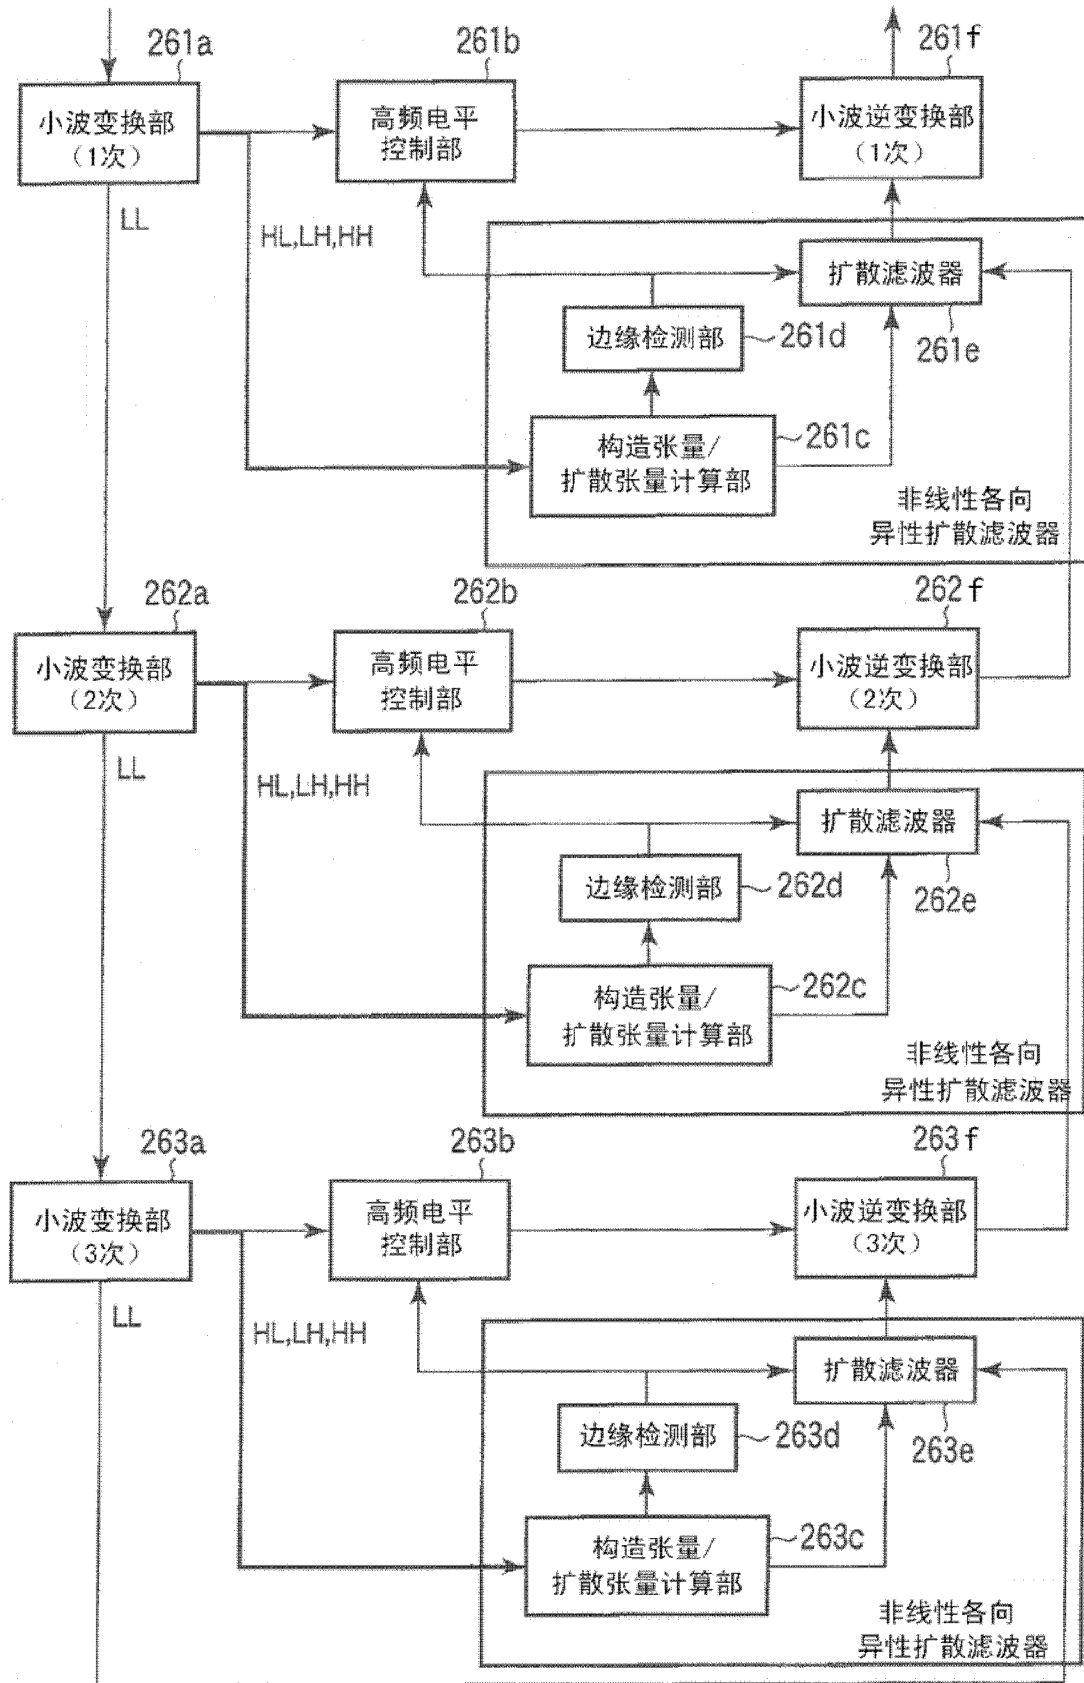 261a
261b
261f
小波变换部
（1次）
高频电平
控制部
小波逆变换部
（1次）
LL
HL,LH,HH
扩散滤波器
261e
边缘检测部
261d
构造张量/
扩散张量计算部
261c
非线性各向
异性扩散滤波器
262a
262b
262f
小波变换部
（2次）
高频电平
控制部
小波逆变换部
（2次）
LL
HL,LH,HH
扩散滤波器
262e
边缘检测部
262d
构造张量/
扩散张量计算部
262c
非线性各向
异性扩散滤波器
263a
263b
263f
小波变换部
（3次）
高频电平
控制部
小波逆变换部
（3次）
LL
HL,LH,HH
扩散滤波器
263e
边缘检测部
263d
构造张量/
扩散张量计算部
263c
非线性各向
异性扩散滤波器